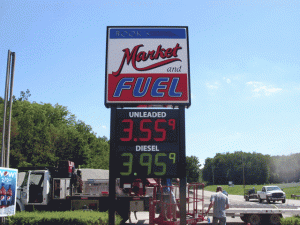 Market
and
FUEL
UNLEADED
3.55⁹
DIESEL
3.95⁹